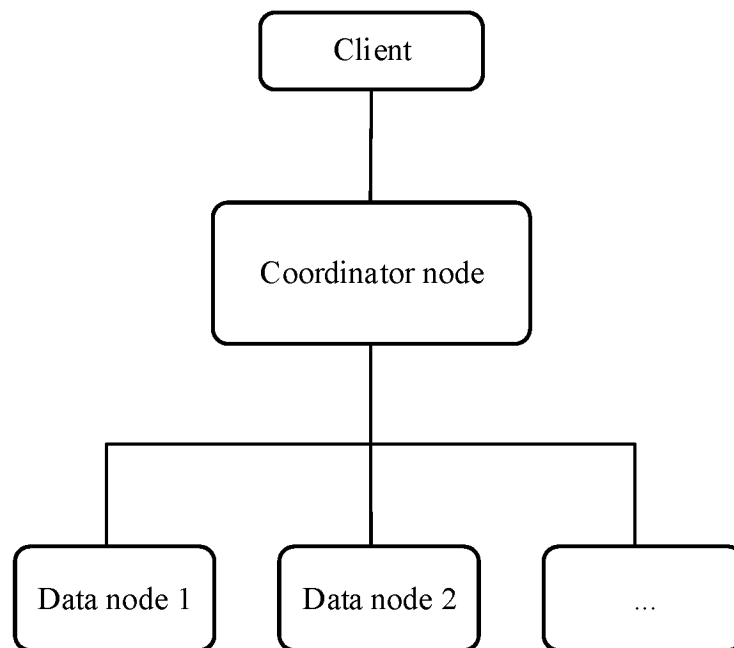 Client
Coordinator node
Data node 1
Data node 2
...